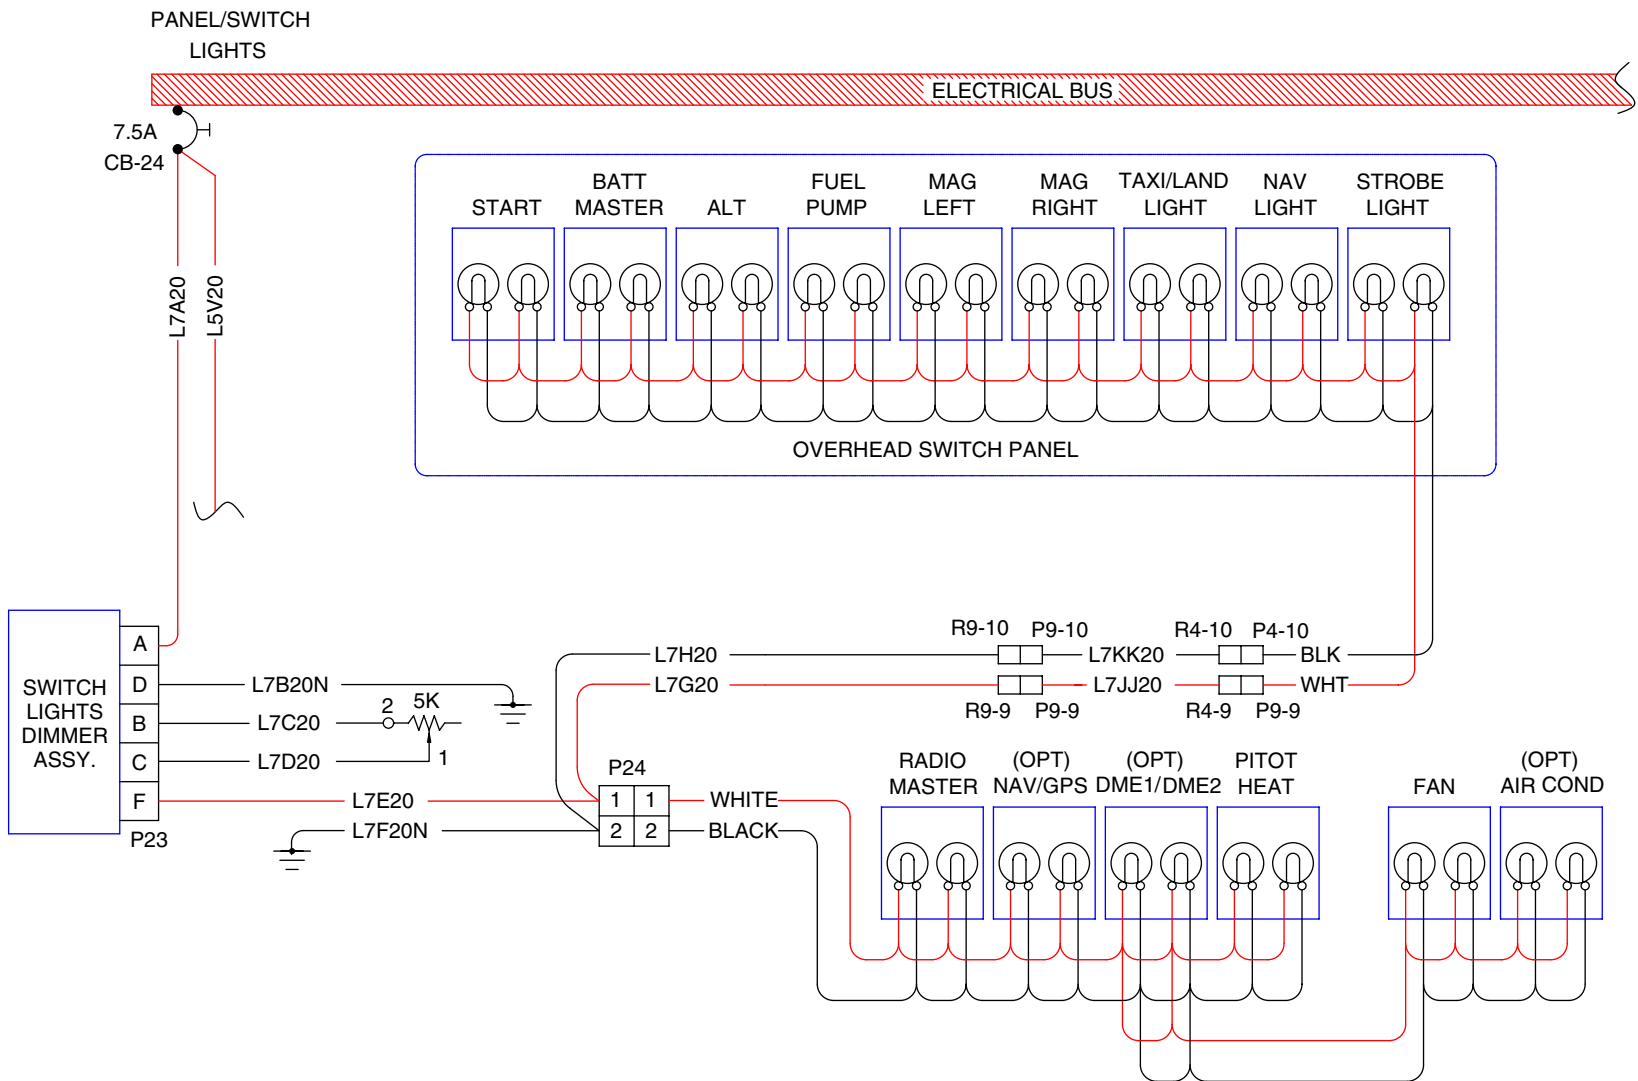 PANEL/SWITCH
LIGHTS
ELECTRICAL BUS
7.5A
CB-24
L7A20
L5V20
START
BATT
MASTER
ALT
FUEL
PUMP
MAG
LEFT
MAG
RIGHT
TAXI/LAND
LIGHT
NAV
LIGHT
STROBE
LIGHT
OVERHEAD SWITCH PANEL
SWITCH
LIGHTS
DIMMER
ASSY.
A
D
B
C
F
P23
L7B20N
L7C20
2
5K
L7D20
1
L7E20
L7F20N
P24
1
1
2
2
L7H20
L7G20
R9-10
P9-10
L7KK20
R4-10
P4-10
BLK
L7JJ20
WHT
R9-9
P9-9
R4-9
P9-9
WHITE
BLACK
RADIO
MASTER
(OPT)
NAV/GPS
(OPT)
DME1/DME2
PITOT
HEAT
FAN
(OPT)
AIR COND